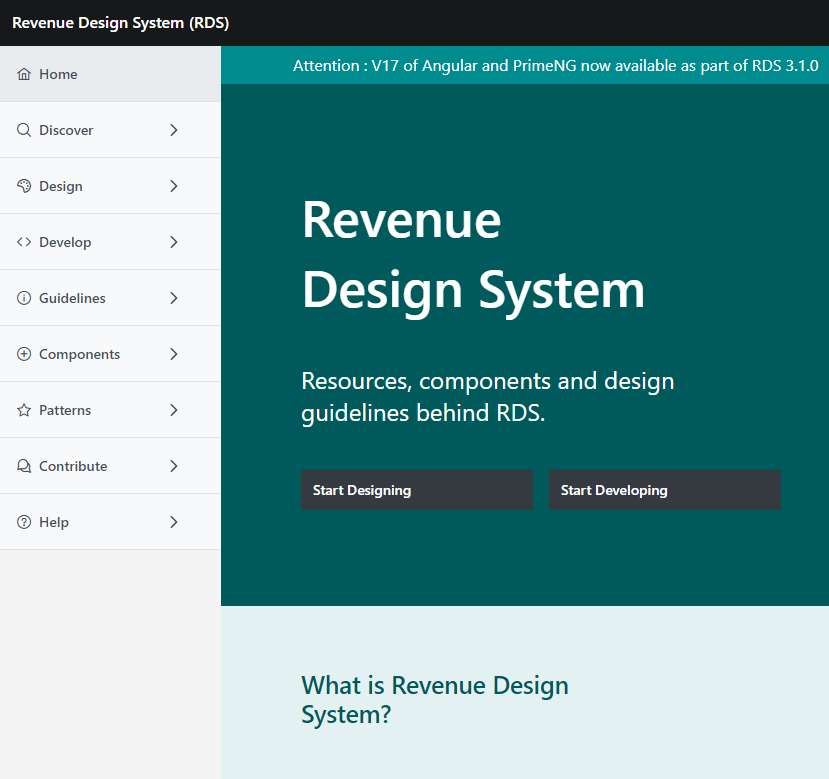 Revenue Design System (RDS)
Home
Discover
Design
Develop
Guidelines
Components
Patterns
Contribute
Help
Attention : V17 of Angular and PrimeNG now available as part of RDS 3.1.0
Revenue
Design System
Resources, components and design
guidelines behind RDS.
Start Designing
Start Developing
What is Revenue Design
System?